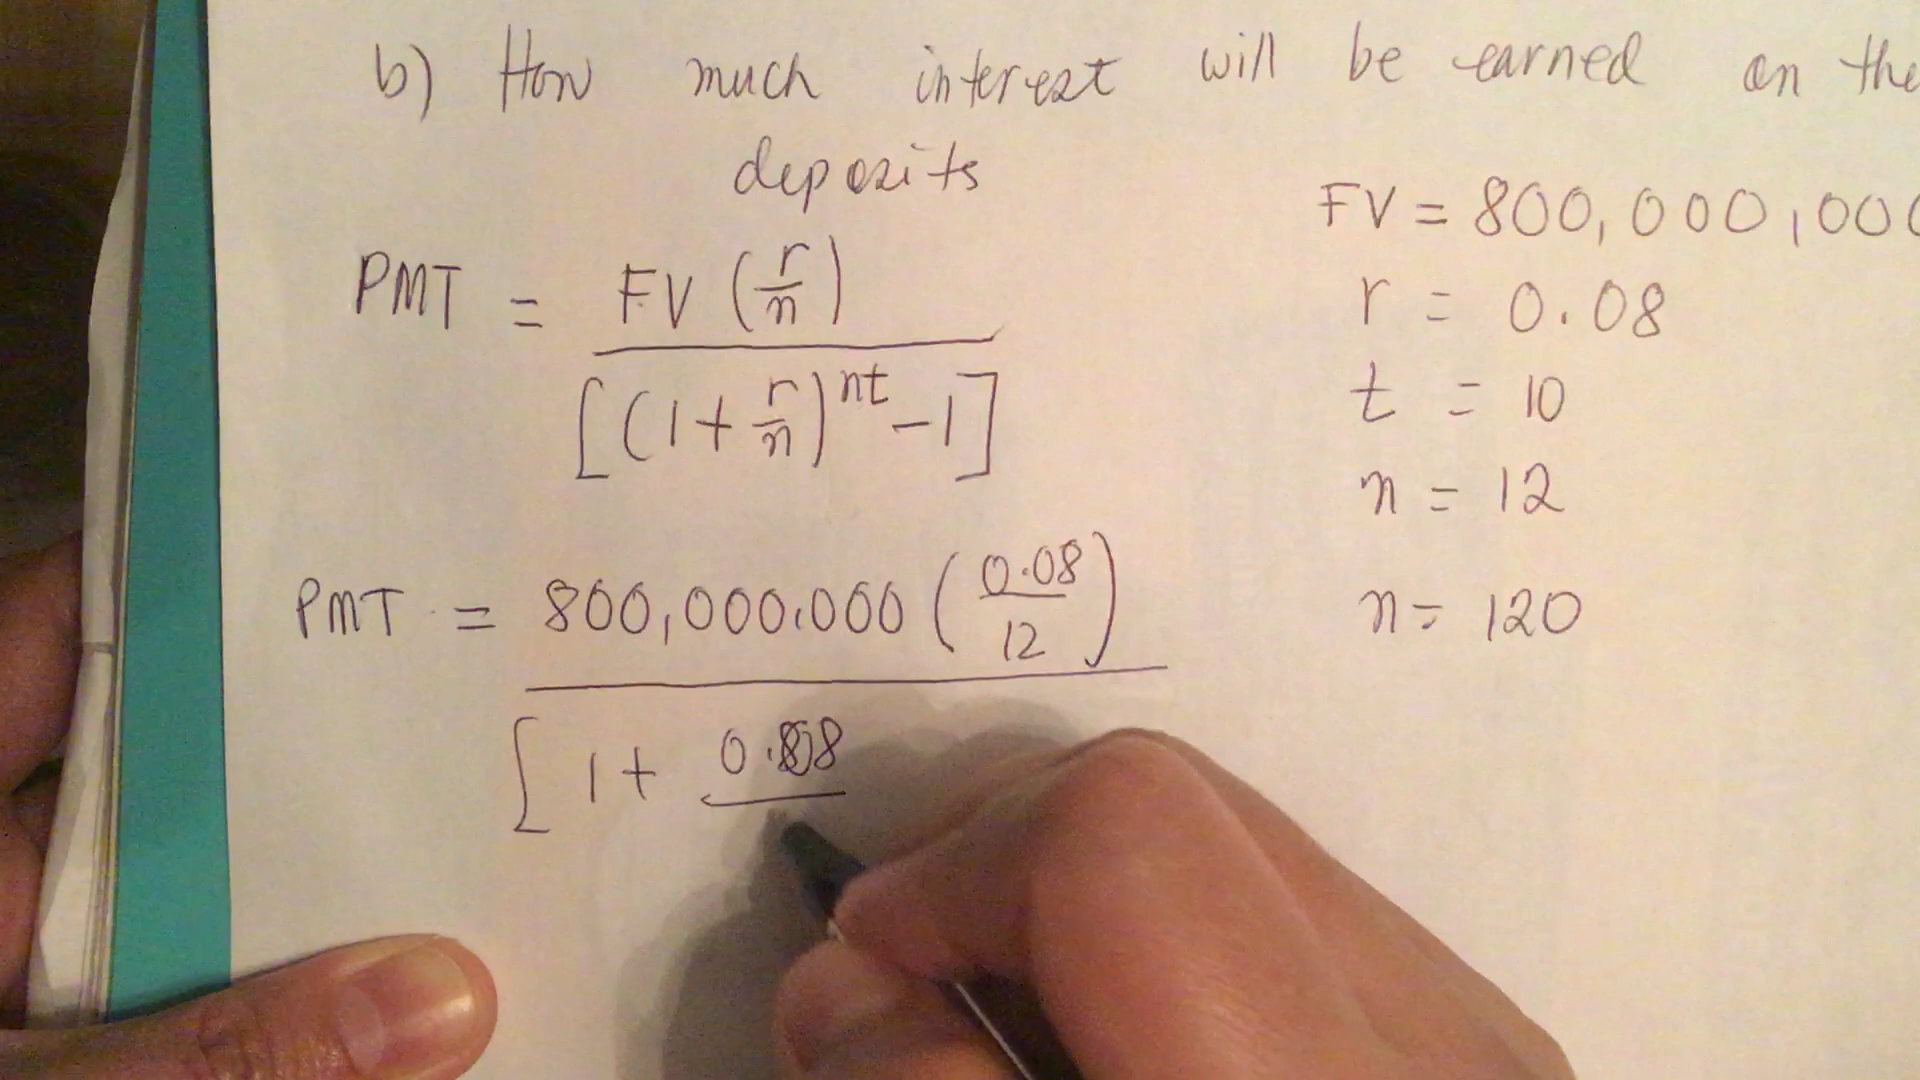 b) How much interest will be earned on the
deposits
FV = 800,000,000
r = 0.08
t = 10
n = 12
n = 120
PMT = FV (r/n)
[(1 + r/n)^nt - 1]
PMT = 800,000.000 (0.08/12)
[ 1 + 0.08